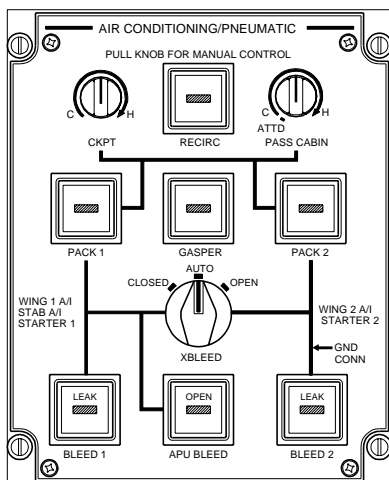 AIR CONDITIONING/PNEUMATIC
PULL KNOB FOR MANUAL CONTROL
C H
C H
ATTD
CKPT RECIRC PASS CABIN
PACK 1 GASPER PACK 2
AUTO
CLOSED OPEN
WING 1 A/I
STAB A/I
STARTER 1
WING 2 A/I
STARTER 2
XBLEED
GND
CONN
LEAK OPEN LEAK
BLEED 1 APU BLEED BLEED 2